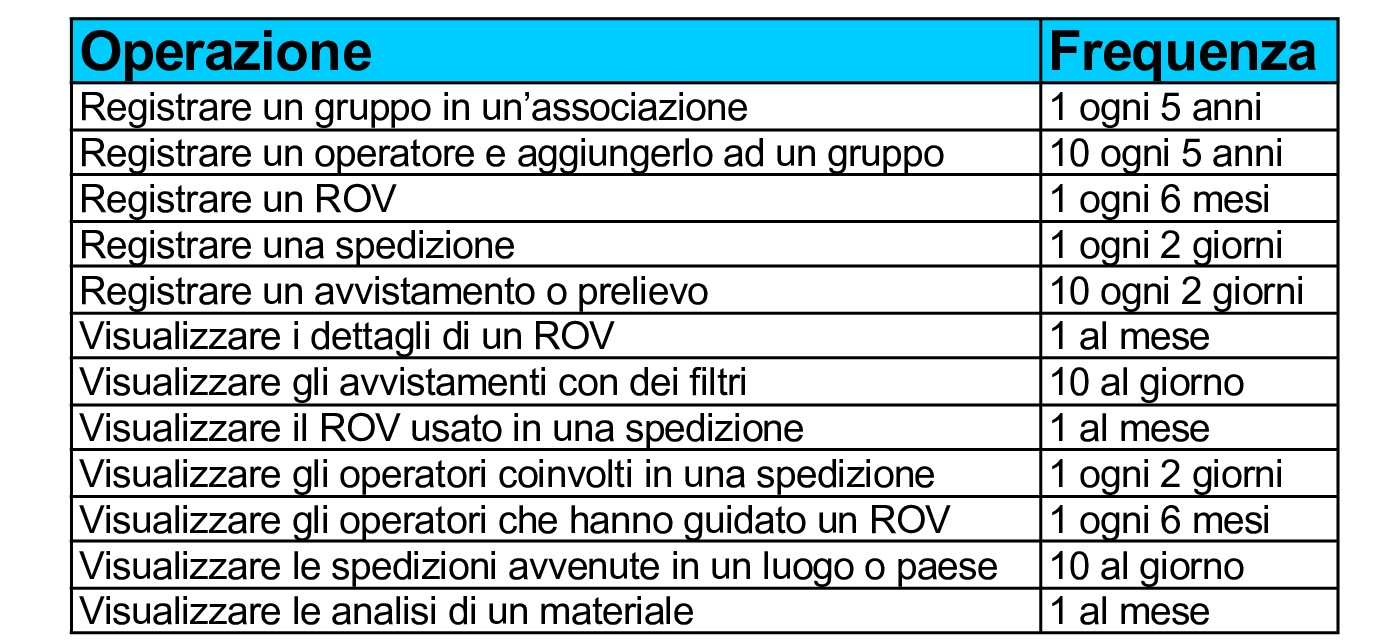 Operazione Frequenza
Registrare un gruppo in un’associazione 1 ogni 5 anni
Registrare un operatore e aggiungerlo ad un gruppo 10 ogni 5 anni
Registrare un ROV 1 ogni 6 mesi
Registrare una spedizione 1 ogni 2 giorni
Registrare un avvistamento o prelievo 10 ogni 2 giorni
Visualizzare i dettagli di un ROV 1 al mese
Visualizzare gli avvistamenti con dei filtri 10 al giorno
Visualizzare il ROV usato in una spedizione 1 al mese
Visualizzare gli operatori coinvolti in una spedizione 1 ogni 2 giorni
Visualizzare gli operatori che hanno guidato un ROV 1 ogni 6 mesi
Visualizzare le spedizioni avvenute in un luogo o paese 10 al giorno
Visualizzare le analisi di un materiale 1 al mese